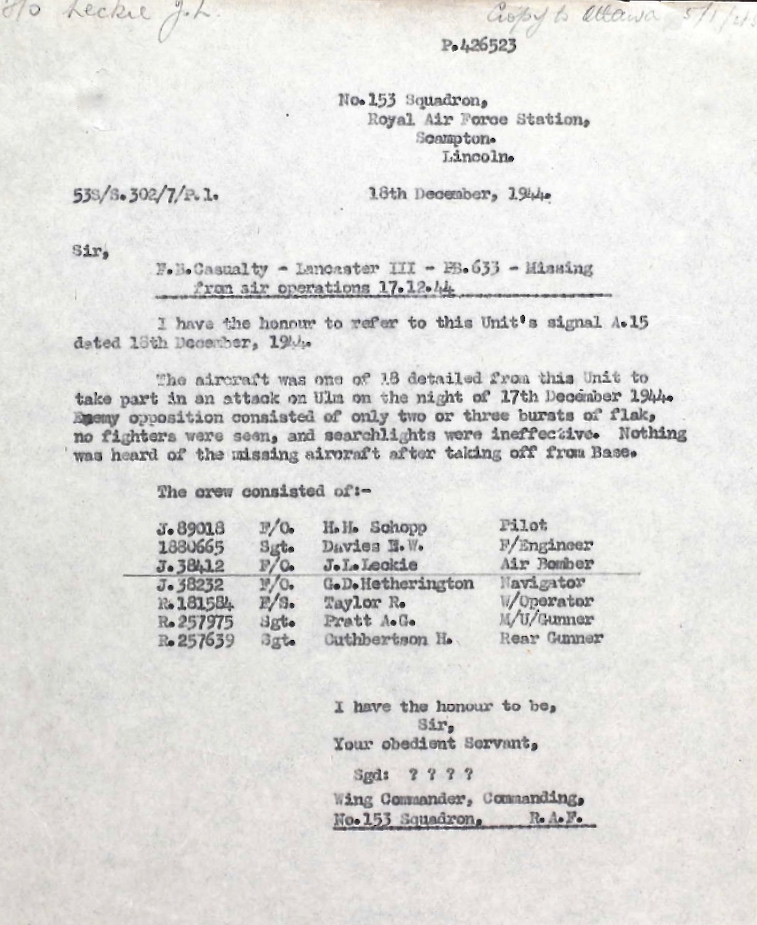 F/O Leckie J.L.
Copy to Ottawa 5/1/45
P.426523
No.153 Squadron,
Royal Air Force Station,
Scampton.
Lincoln.
53S/S.302/7/P.1.
18th December, 1944.
Sir,
F.B.Casualty - Lancaster III - PB.633 - Missing
from air operations 17.12.44
I have the honour to refer to this Unit's signal A.15
dated 18th December, 1944.
The aircraft was one of 18 detailed from this Unit to
take part in an attack on Ulm on the night of 17th December 1944.
Enemy opposition consisted of only two or three bursts of flak,
no fighters were seen, and searchlights were ineffective. Nothing
was heard of the missing aircraft after taking off from Base.
The crew consisted of:-
J.89018 F/O. H.H. Schopp Pilot
1880665 Sgt. Davies E.W. F/Engineer
J.38412 F/O. J.L.Leckie Air Bomber
J.38232 F/O. G.D.Hetherington Navigator
R.181584 F/S. Taylor R. W/Operator
R.257975 Sgt. Pratt A.G. M/U/Gunner
R.257639 Sgt. Cuthbertson H. Rear Gunner
I have the honour to be,
Sir,
Your obedient Servant,
Sgd: ? ? ? ?
Wing Commander, Commanding,
No.153 Squadron, R.A.F.